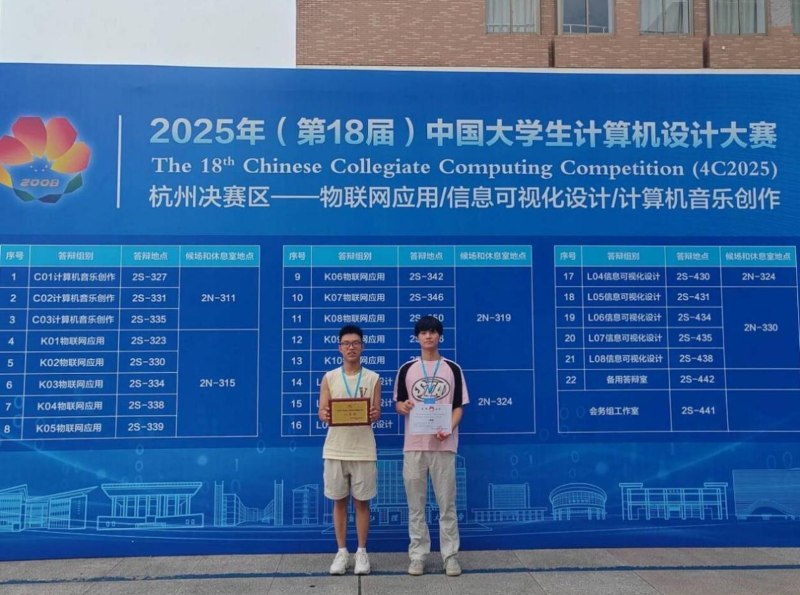 2025年（第18届）中国大学生计算机设计大赛
The 18th Chinese Collegiate Computing Competition (4C2025)
杭州决赛区——物联网应用/信息可视化设计/计算机音乐创作
2008
序号 答辩组别 答辩地点 候场和休息室地点
1 C01计算机音乐创作 2S-327
2 C02计算机音乐创作 2S-331 2N-311
3 C03计算机音乐创作 2S-335
4 K01物联网应用 2S-323
5 K02物联网应用 2S-330
6 K03物联网应用 2S-334 2N-315
7 K04物联网应用 2S-338
8 K05物联网应用 2S-339
序号 答辩组别 答辩地点 候场和休息室地点
9 K06物联网应用 2S-342
10 K07物联网应用 2S-346
11 K08物联网应用 2N-319
12 K09物联网
13 K10
14 设计
15 化设计 2N-324
16 视化设计
序号 答辩组别 答辩地点 候场和休息室地点
17 L04信息可视化设计 2S-430 2N-324
18 L05信息可视化设计 2S-431
19 L06信息可视化设计 2S-434
20 L07信息可视化设计 2S-435 2N-330
21 L08信息可视化设计 2S-438
22 备用答辩室 2S-442
会务组工作室 2S-441